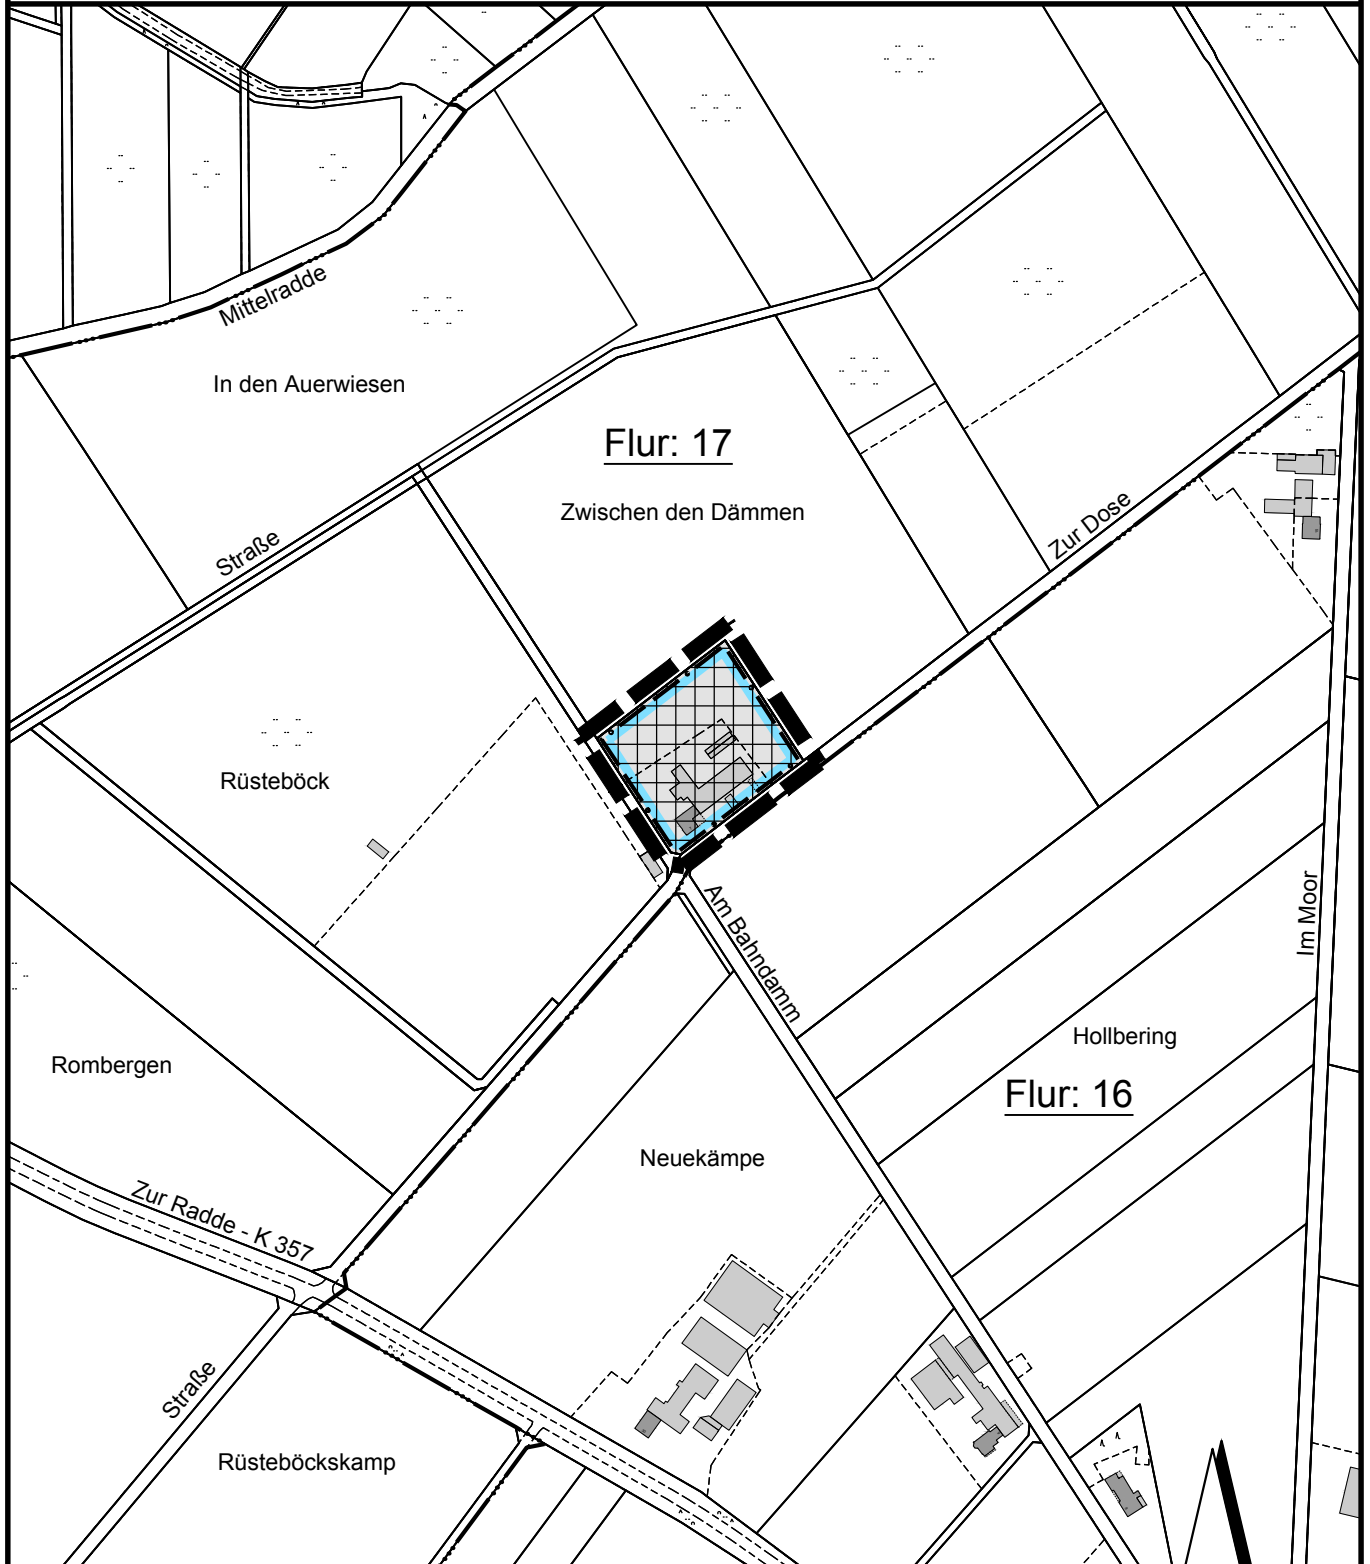 Mittelradde
In den Auerwiesen
Flur: 17
Zwischen den Dämmen
Straße
Zur Dose
Rüsteböck
Am Bahndamm
Im Moor
Rombergen
Hollbering
Flur: 16
Neuekämpe
Zur Radde - K 357
Straße
Rüsteböckskamp